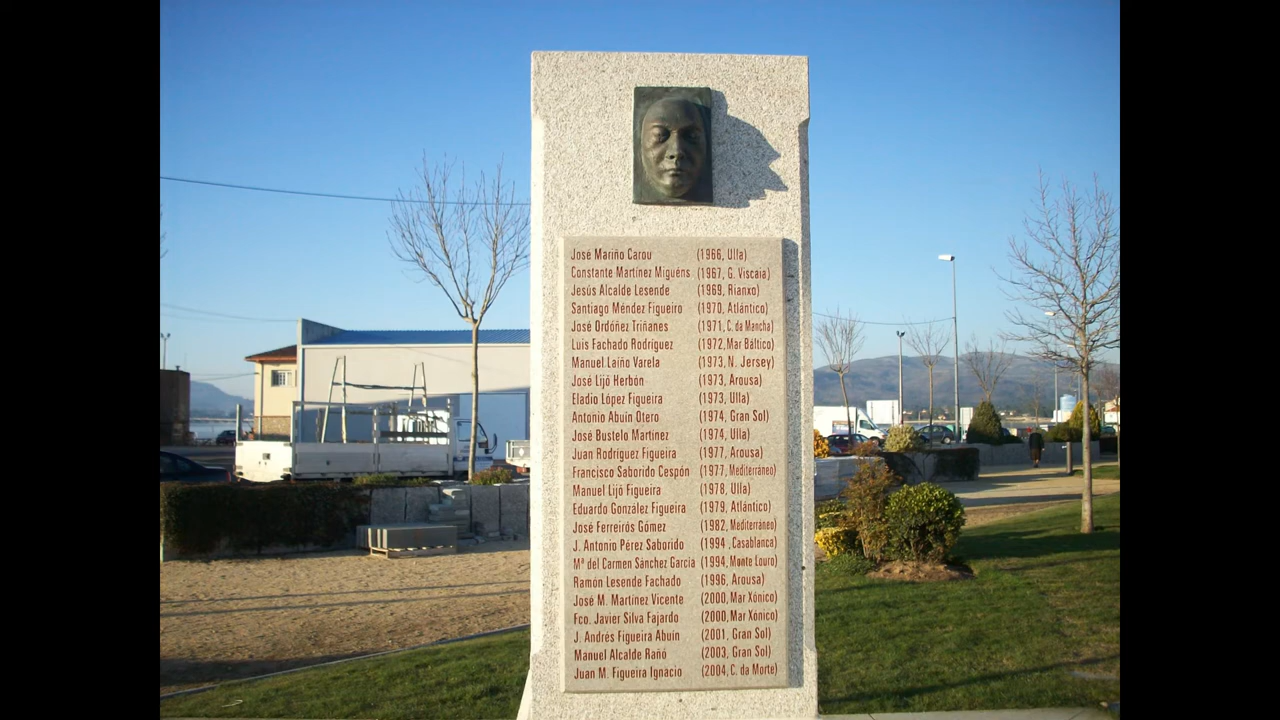 José Mariño Carou (1966, Ulla)
Constante Martínez Miguéns (1967, G. Viscaia)
Jesús Alcalde Lesende (1969, Rianxo)
Santiago Méndez Figueiro (1970, Atlántico)
José Ordóñez Triñanes (1971, C. da Mancha)
Luis Fachado Rodríguez (1972, Mar Báltico)
Manuel Laíño Varela (1973, N. Jersey)
José Lijó Herbón (1973, Arousa)
Eladio López Figueira (1973, Ulla)
Antonio Abuín Otero (1974, Gran Sol)
José Bustelo Martínez (1974, Ulla)
Juan Rodríguez Figueira (1977, Arousa)
Francisco Saborido Cespón (1977, Mediterráneo)
Manuel Lijó Figueira (1978, Ulla)
Eduardo González Figueira (1979, Atlántico)
José Ferreirós Gómez (1982, Mediterráneo)
J. Antonio Pérez Saborido (1994, Casablanca)
Mª del Carmen Sánchez García (1994, Monte Louro)
Ramón Lesende Fachado (1996, Arousa)
José M. Martínez Vicente (2000, Mar Xónico)
Fco. Javier Silva Fajardo (2000, Mar Xónico)
J. Andrés Figueira Abuín (2001, Gran Sol)
Manuel Alcalde Rañó (2003, Gran Sol)
Juan M. Figueira Ignacio (2004, C. da Morte)